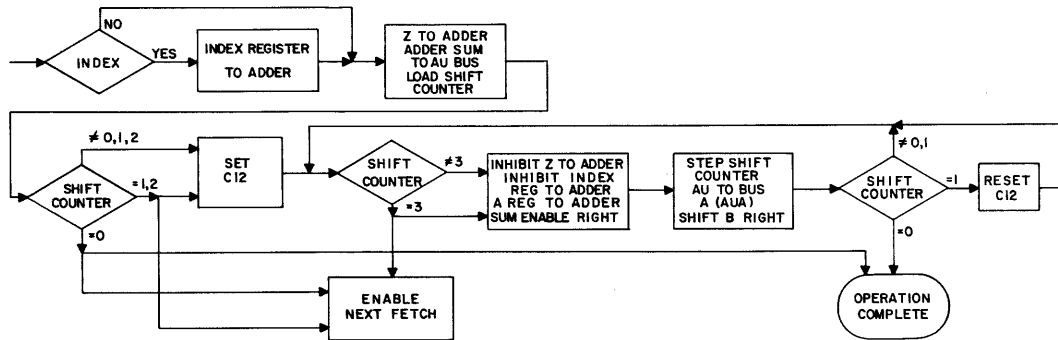 NO
INDEX
YES
INDEX REGISTER
TO ADDER
Z TO ADDER
ADDER SUM
TO AU BUS
LOAD SHIFT
COUNTER
≠ 0,1,2
SHIFT
COUNTER
=1,2
=0
SET
C12
SHIFT
COUNTER
≠3
=3
INHIBIT Z TO ADDER
INHIBIT INDEX
REG TO ADDER
A REG TO ADDER
SUM ENABLE RIGHT
STEP SHIFT
COUNTER
AU TO BUS
A (AUA)
SHIFT B RIGHT
≠0,1
SHIFT
COUNTER
=1
=0
RESET
C12
ENABLE
NEXT FETCH
OPERATION
COMPLETE